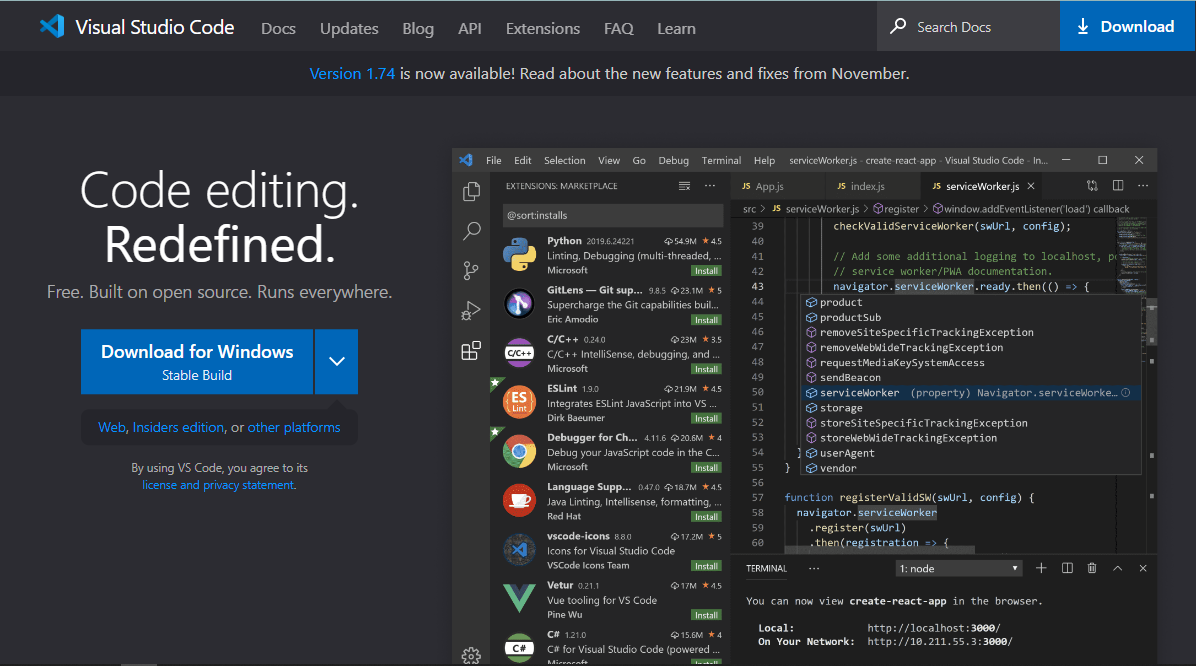 Visual Studio Code Docs Updates Blog API Extensions FAQ Learn Search Docs Download
Version 1.74 is now available! Read about the new features and fixes from November.
Code editing.
Redefined.
Free. Built on open source. Runs everywhere.
Download for Windows
Stable Build
Web, Insiders edition, or other platforms
By using VS Code, you agree to its
license and privacy statement.
File Edit Selection View Go Debug Terminal Help serviceWorker.js - create-react-app - Visual Studio Code - In...
EXTENSIONS: MARKETPLACE
@sort:installs
Python 2019.6.24221 54.9M 4.5
Linting, Debugging (multi-threaded, ...
Microsoft Install
GitLens — Git sup... 9.8.5 23.1M 5
Supercharge the Git capabilities buil...
Eric Amodio Install
C/C++
C/C++ 0.24.0 23M 3.5
C/C++ IntelliSense, debugging, and ...
Microsoft Install
ES
Lint
ESLint 1.9.0 21.9M 4.5
Integrates ESLint JavaScript into VS ...
Dirk Baeumer Install
Debugger for Ch... 4.11.6 20.6M 4
Debug your JavaScript code in the C...
Microsoft Install
Language Supp... 0.47.0 18.7M 4.5
Java Linting, Intellisense, formatting, ...
Red Hat Install
vscode-icons 8.8.0 17.2M 5
Icons for Visual Studio Code
VSCode Icons Team Install
Vetur 0.21.1 17M 4.5
Vue tooling for VS Code
Pine Wu Install
C#
C# 1.21.0 15.6M 4
C# for Visual Studio Code (powered ...
Microsoft Install
JS App.js JS index.js JS serviceWorker.js
src > JS serviceWorker.js > register > window.addEventListener('load') callback
39 checkValidServiceWorker(swUrl, config);
40
41 // Add some additional logging to localhost, po
42 // service worker/PWA documentation.
43 navigator.serviceWorker.ready.then(() => {
44 product
45 productSub
46 removeSiteSpecificTrackingException
47 removeWebWideTrackingException
48 requestMediaKeySystemAccess
49 sendBeacon
50 serviceWorker (property) Navigator.serviceWorke...
51 storage
52 storeSiteSpecificTrackingException
53 storeWebWideTrackingException
54 } userAgent
55 } vendor
56
57 function registerValidSW(swUrl, config) {
58 navigator.serviceWorker
59 .register(swUrl)
60 .then(registration => {
TERMINAL ... 1: node
You can now view create-react-app in the browser.
Local: http://localhost:3000/
On Your Network: http://10.211.55.3:3000/